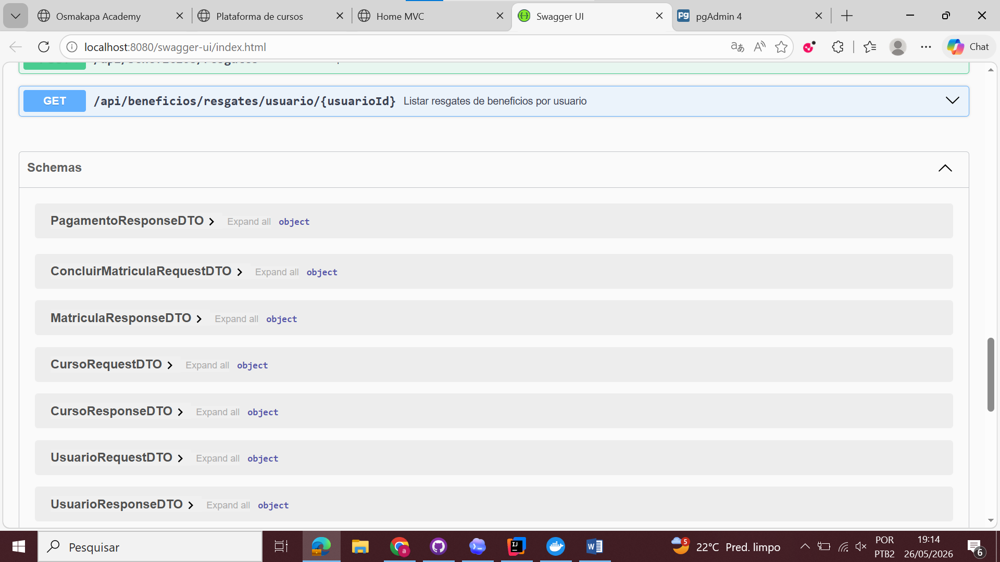 Osmakapa Academy
Plataforma de cursos
Home MVC
Swagger UI
pgAdmin 4
localhost:8080/swagger-ui/index.html
Chat
GET /api/beneficios/resgates/usuario/{usuarioId} Listar resgates de beneficios por usuario
Schemas
PagamentoResponseDTO Expand all object
ConcluirMatriculaRequestDTO Expand all object
MatriculaResponseDTO Expand all object
CursoRequestDTO Expand all object
CursoResponseDTO Expand all object
UsuarioRequestDTO Expand all object
UsuarioResponseDTO Expand all object
Pesquisar
5
22°C Pred. limpo
POR
PTB2
19:14
26/05/2026
6